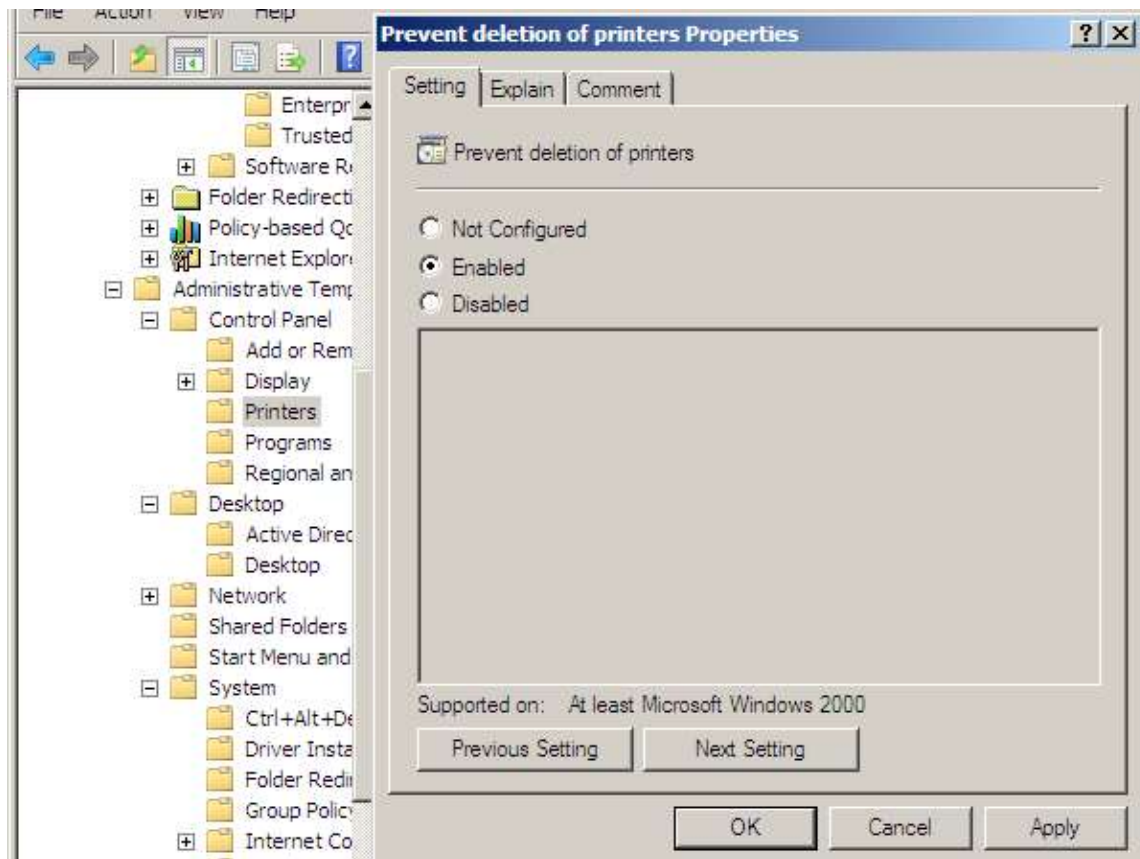 File Action View Help
Enterpr
Trusted
Software R
Folder Redirecti
Policy-based Qo
Internet Explor
Administrative Temp
Control Panel
Add or Rem
Display
Printers
Programs
Regional an
Desktop
Active Direc
Desktop
Network
Shared Folders
Start Menu and
System
Ctrl+Alt+De
Driver Insta
Folder Redir
Group Policy
Internet Co
Prevent deletion of printers Properties
Setting Explain Comment
Prevent deletion of printers
Not Configured
Enabled
Disabled
Supported on: At least Microsoft Windows 2000
Previous Setting Next Setting
OK Cancel Apply